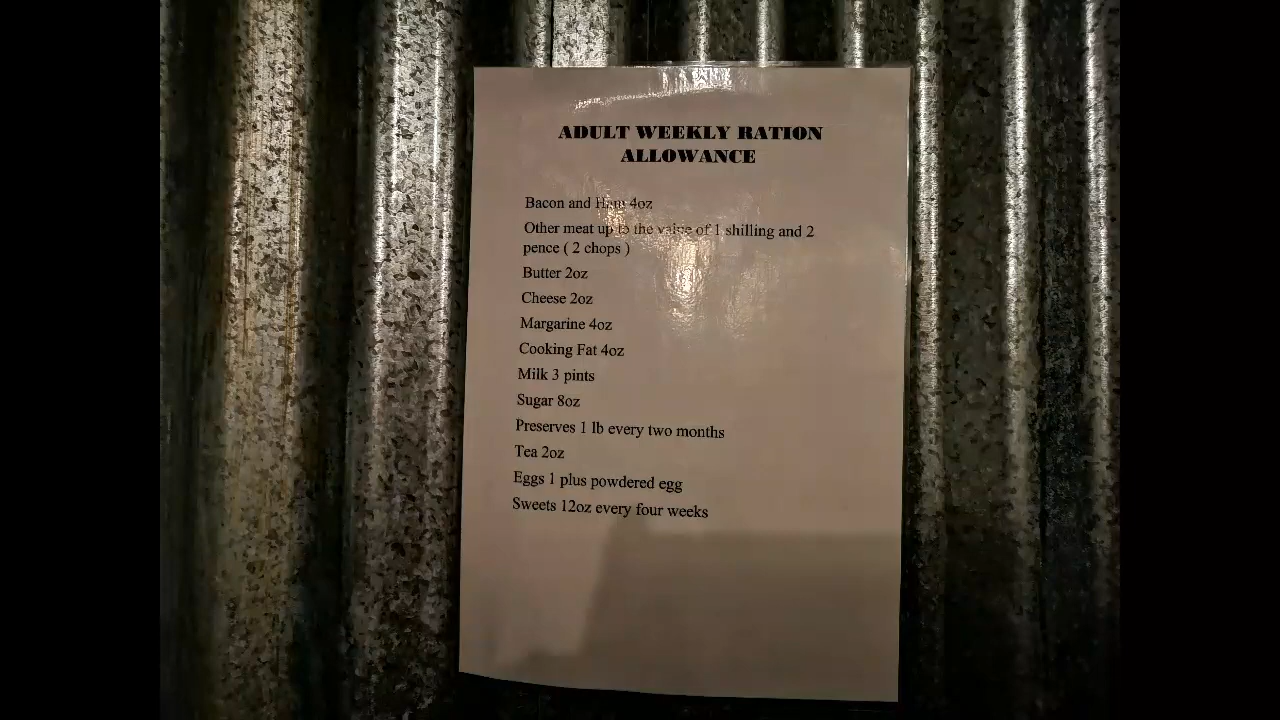 ADULT WEEKLY RATION
ALLOWANCE
Bacon and Ham 4oz
Other meat up to the value of 1 shilling and 2
pence ( 2 chops )
Butter 2oz
Cheese 2oz
Margarine 4oz
Cooking Fat 4oz
Milk 3 pints
Sugar 8oz
Preserves 1 lb every two months
Tea 2oz
Eggs 1 plus powdered egg
Sweets 12oz every four weeks